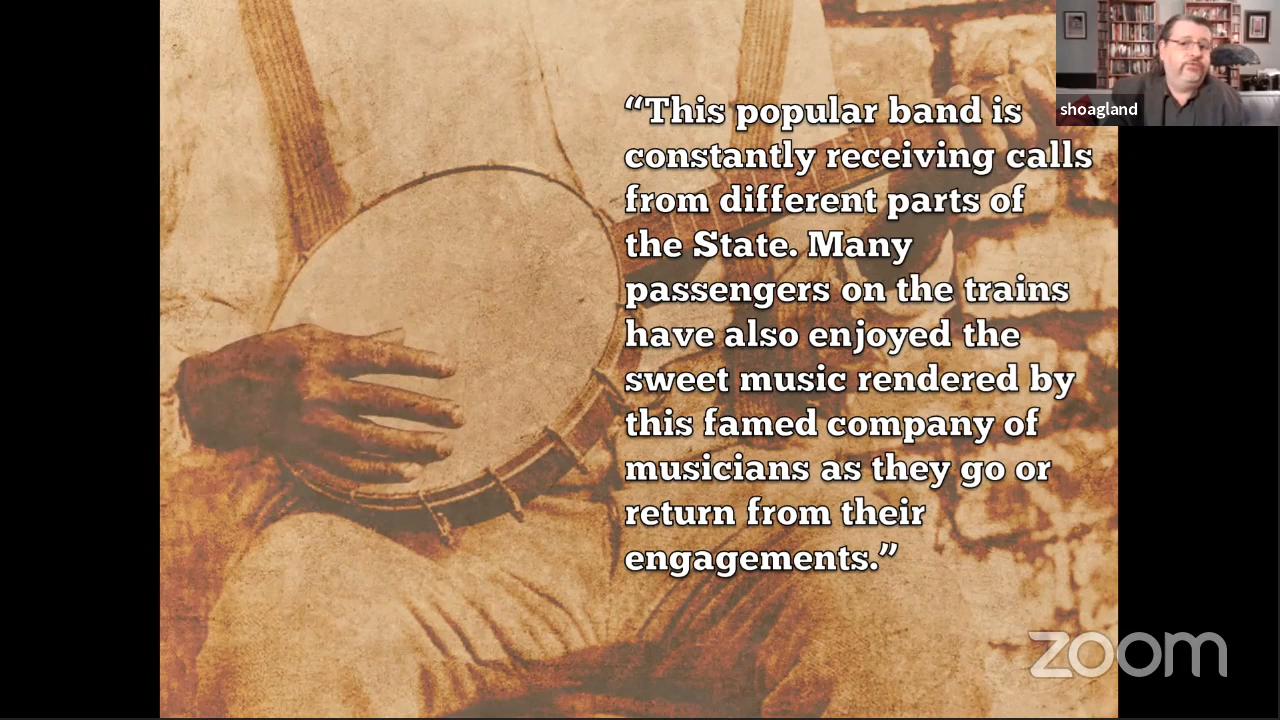 shoagland
“This popular band is
constantly receiving calls
from different parts of
the State. Many
passengers on the trains
have also enjoyed the
sweet music rendered by
this famed company of
musicians as they go or
return from their
engagements.”
zoom